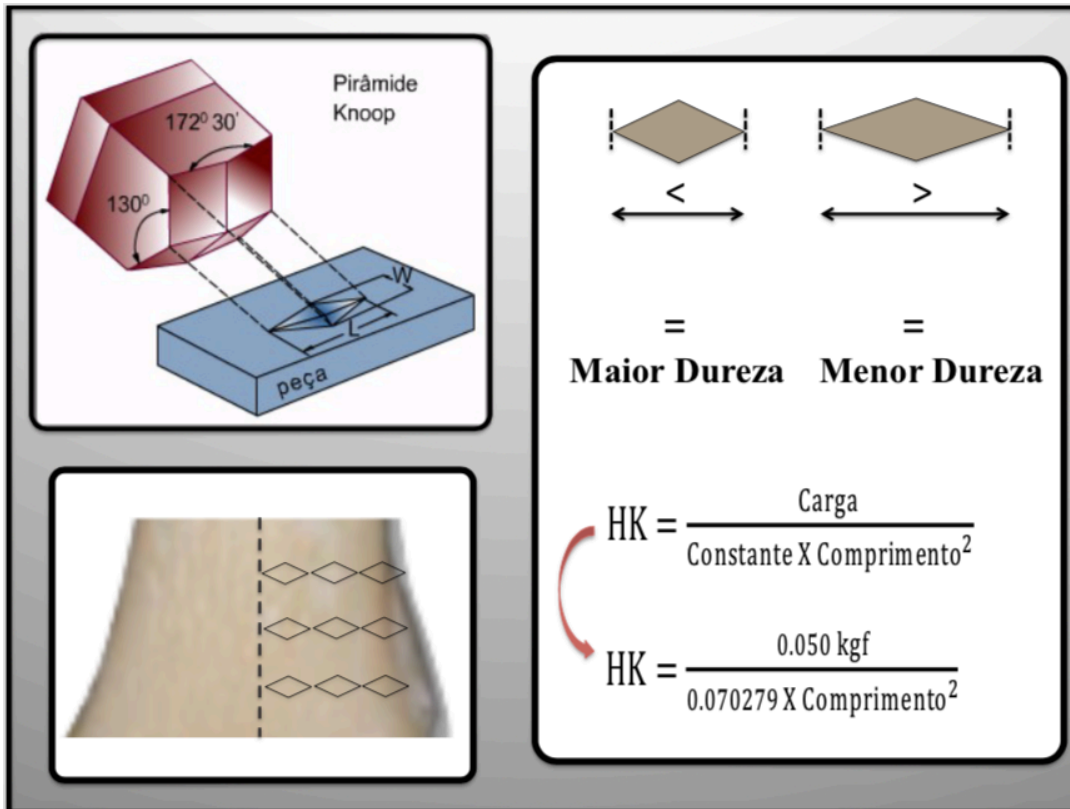 Pirâmide
Knoop
172⁰ 30'
130⁰
W
L
peça
< >
= =
Maior Dureza Menor Dureza
HK = Carga / Constante X Comprimento²
HK = 0.050 kgf / 0.070279 X Comprimento²